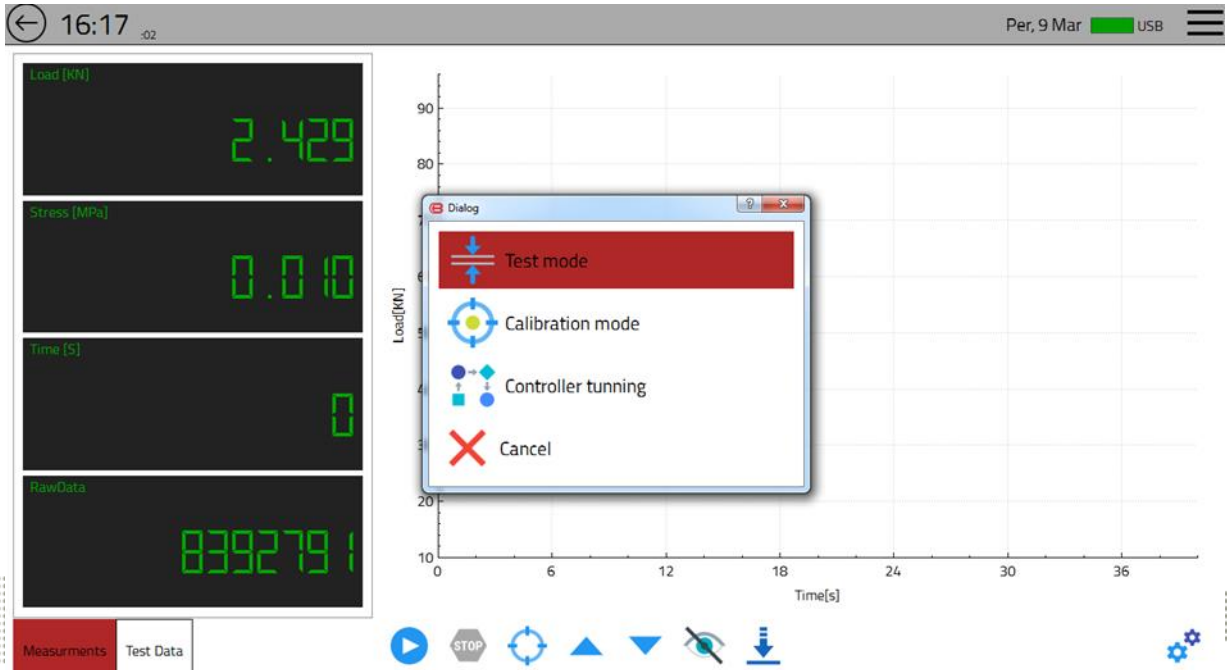 16:17 :02
Per, 9 Mar USB
Load [KN]
2.429
Stress [MPa]
0.010
Time [S]
0
RawData
8392791
Measurments
Test Data
90
80
20
10
Load[KN]
0 6 12 18 24 30 36
Time[s]
Dialog
Test mode
Calibration mode
Controller tunning
Cancel
STOP